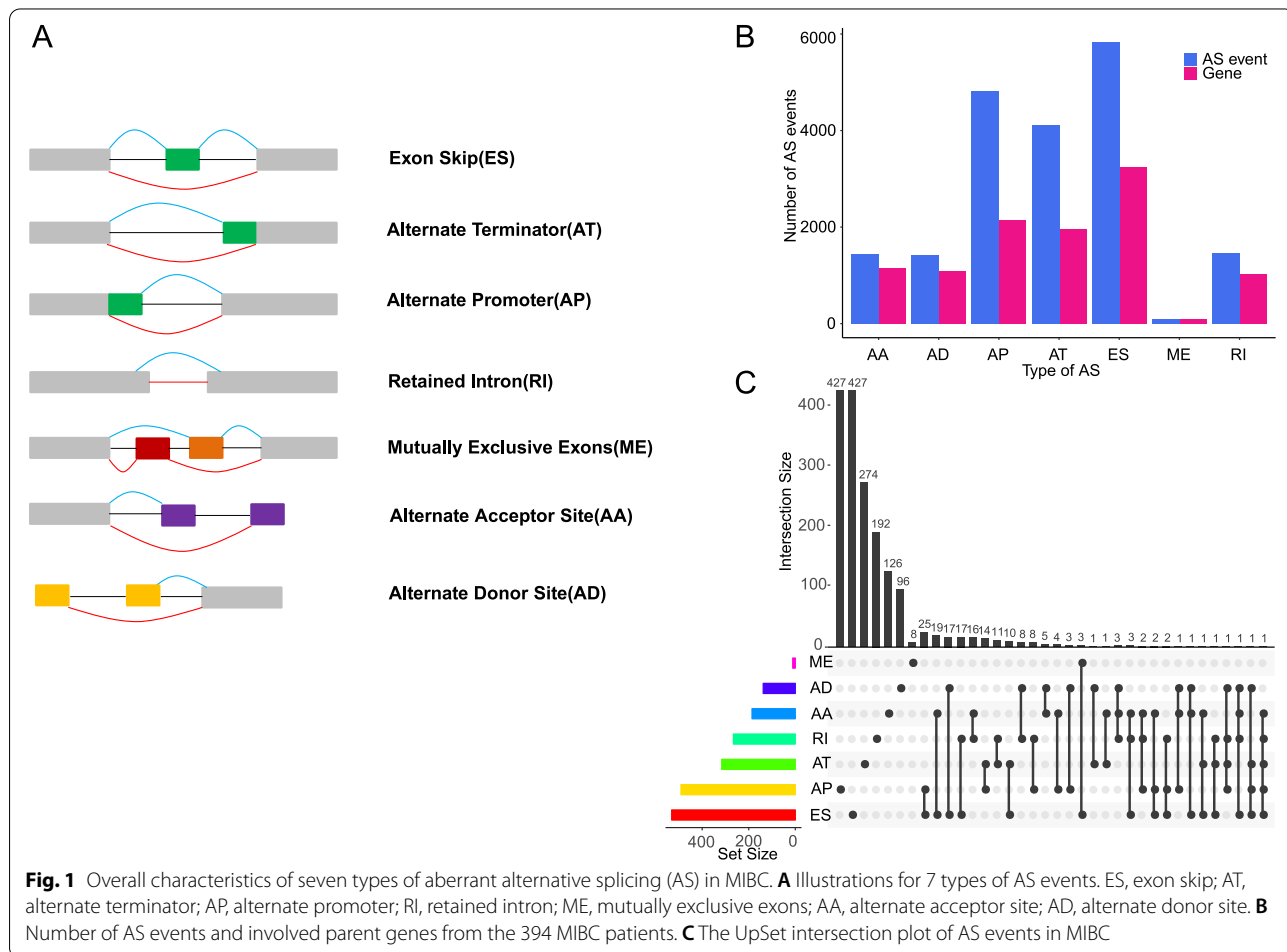 A
Exon Skip(ES)
Alternate Terminator(AT)
Alternate Promoter(AP)
Retained Intron(RI)
Mutually Exclusive Exons(ME)
Alternate Acceptor Site(AA)
Alternate Donor Site(AD)
B
Number of AS events
6000
4000
2000
0
AS event
Gene
AA AD AP AT ES ME RI
Type of AS
C
Intersection Size
400
300
200
100
0
427 427 274 192 126 96 8 25 19 17 17 16 14 11 10 8 8 5 4 3 3 1 1 3 3 2 2 2 1 1 1 1 1 1 1 1
ME
AD
AA
RI
AT
AP
ES
400 200 0
Set Size
Fig. 1 Overall characteristics of seven types of aberrant alternative splicing (AS) in MIBC. A Illustrations for 7 types of AS events. ES, exon skip; AT,
alternate terminator; AP, alternate promoter; RI, retained intron; ME, mutually exclusive exons; AA, alternate acceptor site; AD, alternate donor site. B
Number of AS events and involved parent genes from the 394 MIBC patients. C The UpSet intersection plot of AS events in MIBC